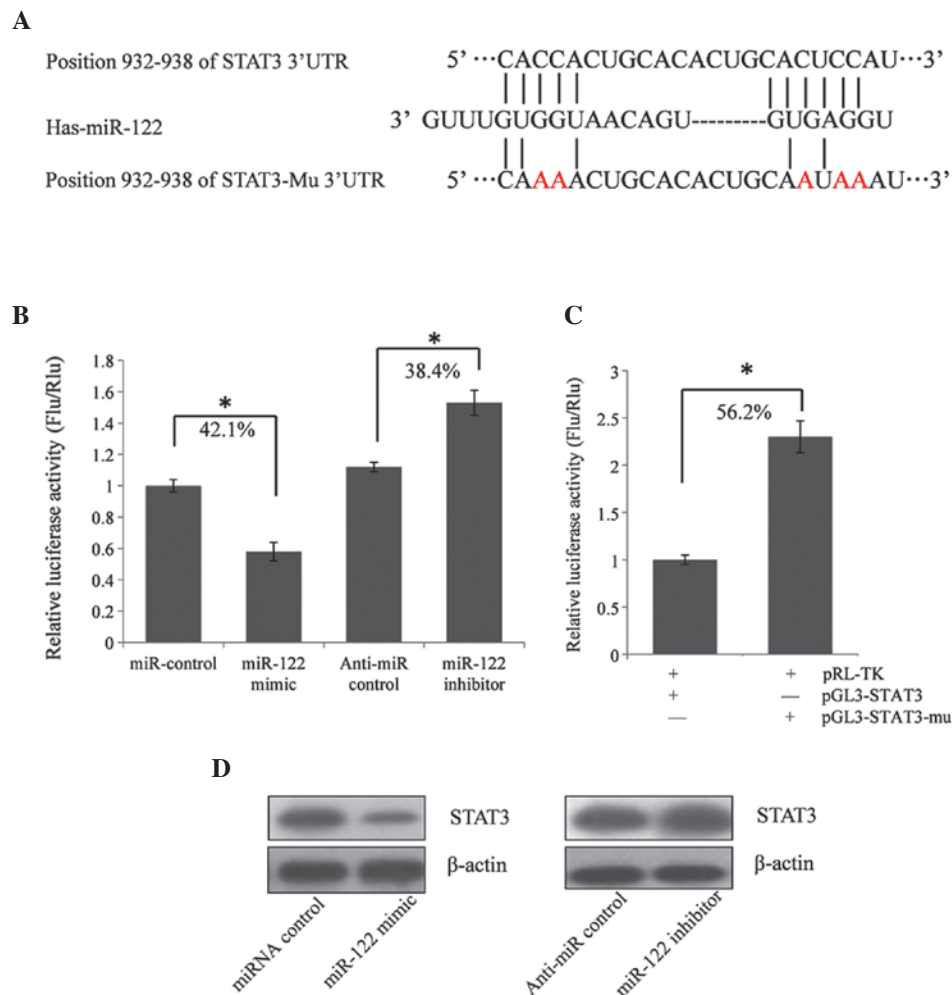 A
Position 932-938 of STAT3 3'UTR
5' ···CACCACUGCACACUGCACUCCAU···3'
Has-miR-122
3' GUUUGUGGUAACAGU---------GUGAGGU
Position 932-938 of STAT3-Mu 3'UTR
5' ···CAAAACUGCACACUGCAAUAAAU···3'
B
Relative luciferase activity (Flu/Rlu)
1.8
1.6
1.4
1.2
1
0.8
0.6
0.4
0.2
0
*
42.1%
*
38.4%
miR-control
miR-122
mimic
Anti-miR
control
miR-122
inhibitor
C
Relative luciferase activity (Flu/Rlu)
3
2.5
2
1.5
1
0.5
0
*
56.2%
+ + pRL-TK
+ — pGL3-STAT3
— + pGL3-STAT3-mu
D
STAT3
β-actin
miRNA control
miR-122 mimic
STAT3
β-actin
Anti-miR control
miR-122 inhibitor